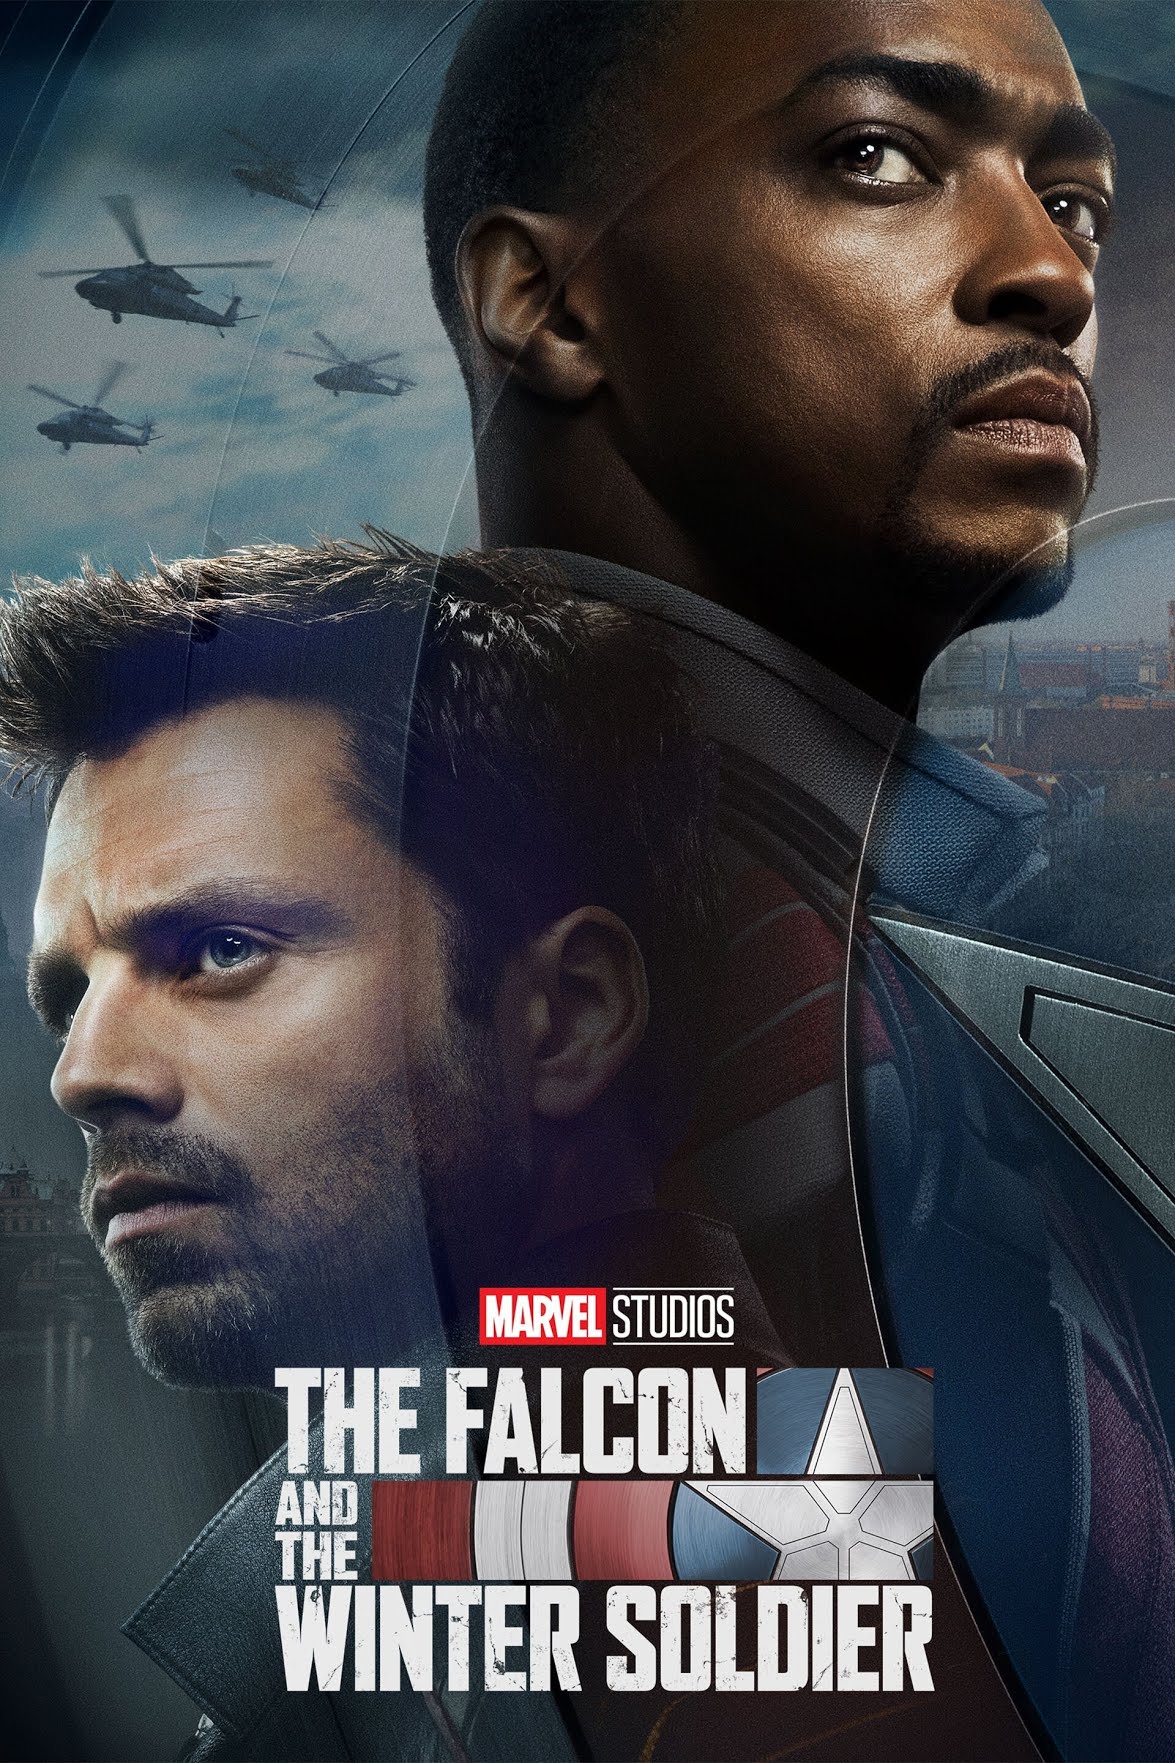 MARVEL STUDIOS
THE FALCON
AND
THE
WINTER SOLDIER